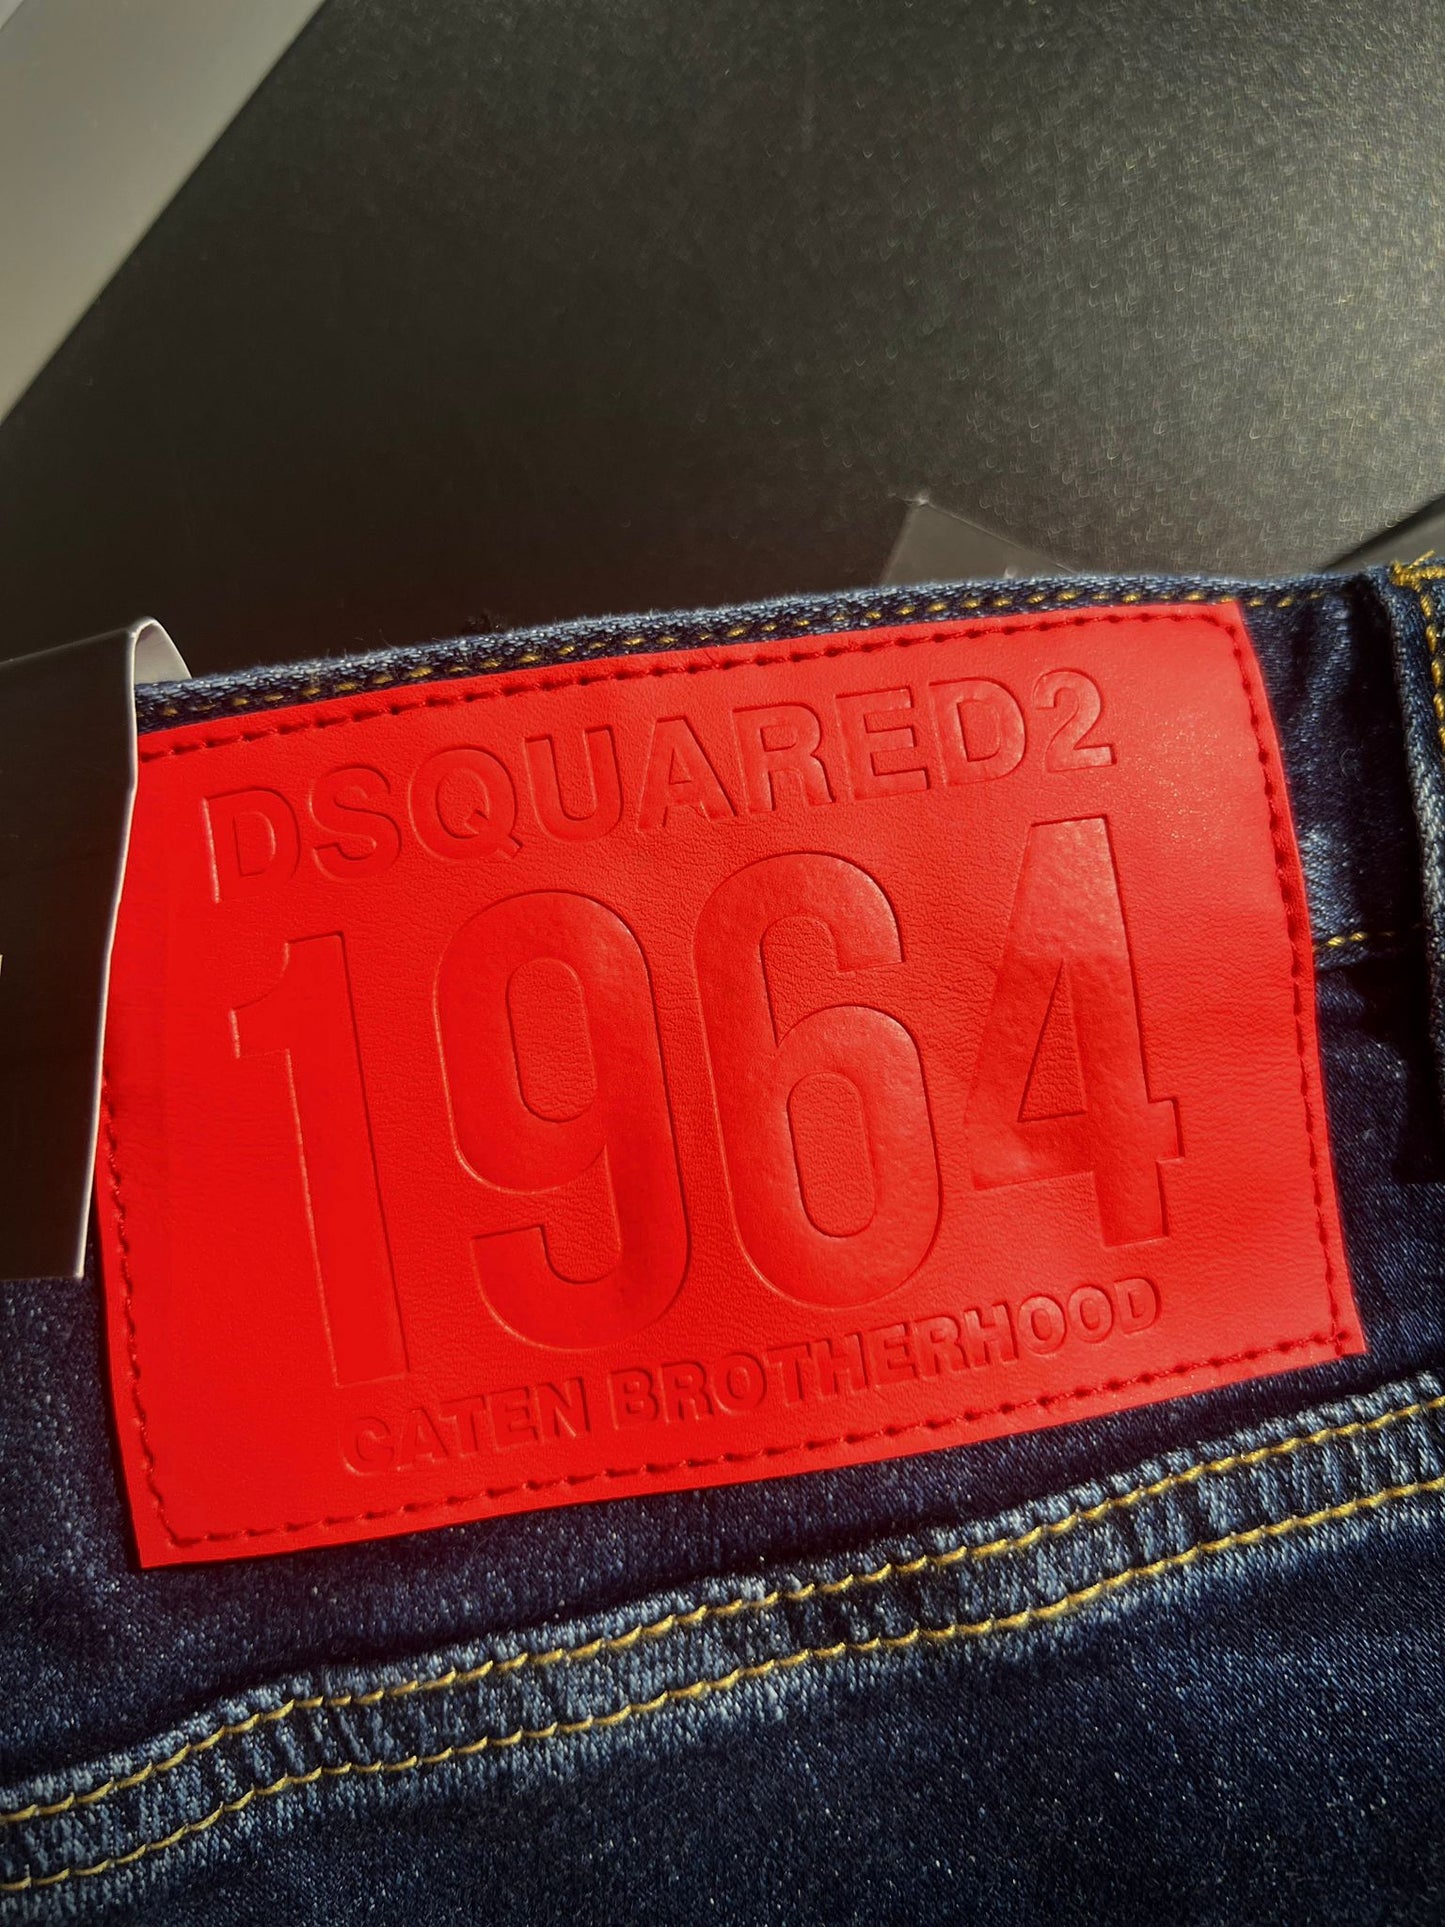 DSQUARED2
1964
CATEN BROTHERHOOD